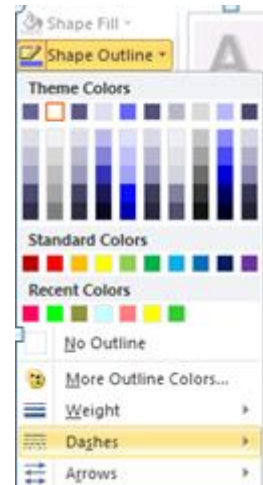 Shape Fill
Shape Outline
A
Theme Colors
Standard Colors
Recent Colors
No Outline
More Outline Colors...
Weight
Dashes
Arrows